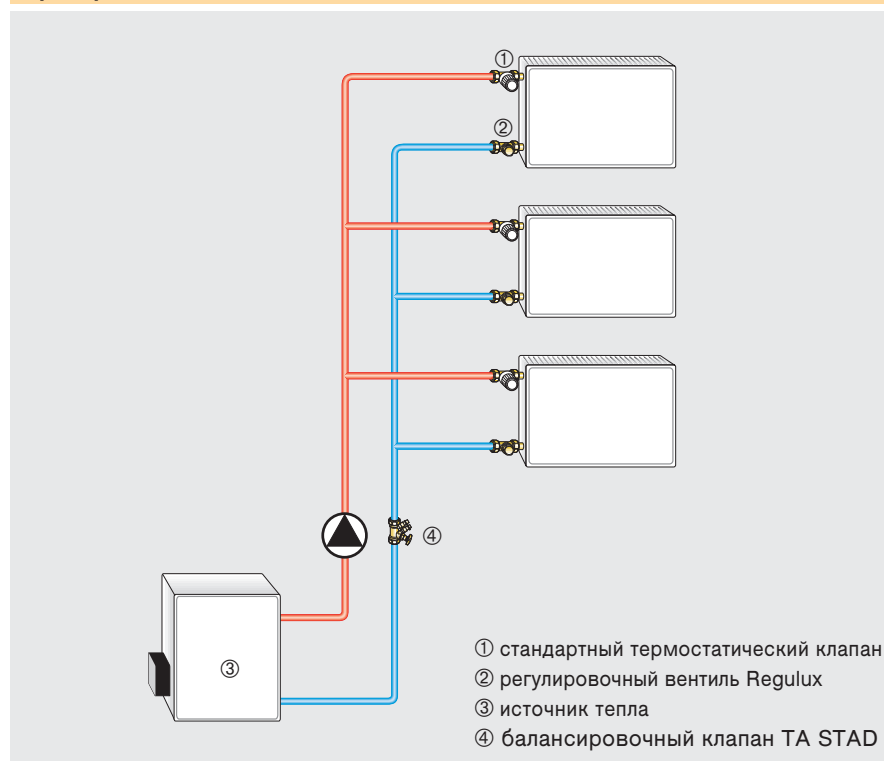 ①
②
④
③
① стандартный термостатический клапан
② регулировочный вентиль Regulux
③ источник тепла
④ балансировочный клапан TA STAD